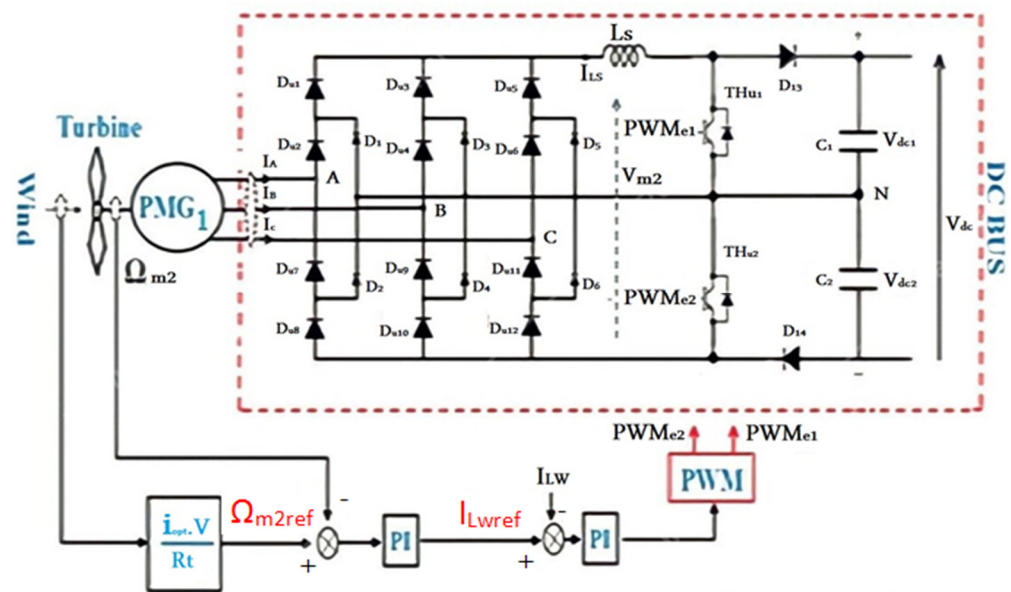 Ls
ILS
Du1
Du3
Du5
D13
+
THu1
Turbine
Du2
D1
Du4
D3
Du6
D5
PWMe1
C1
Vdc1
IA
A
Vm2
Wind
PMG1
IB
B
N
Ic
C
Vdc
DC BUS
Ωm2
Du7
D2
Du9
D4
Du11
D6
THu2
PWMe2
C2
Vdc2
Du8
Du10
Du12
D14
-
PWMe2
PWMe1
ILW
PWM
iopt.V
Rt
Ωm2ref
-
+
PI
ILwref
-
+
PI